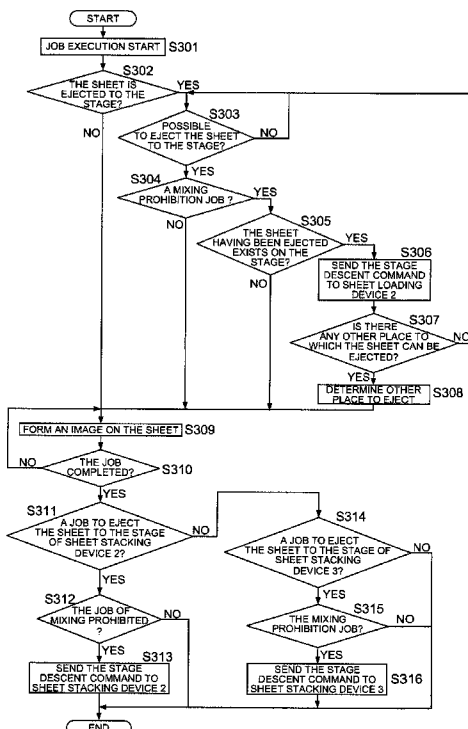 START
JOB EXECUTION START
S301
S302
THE SHEET IS
EJECTED TO THE
STAGE?
YES
NO
S303
POSSIBLE
TO EJECT THE SHEET
TO THE STAGE?
NO
YES
S304
A MIXING
PROHIBITION JOB ?
YES
NO
S305
THE SHEET
HAVING BEEN EJECTED
EXISTS ON THE
STAGE?
YES
NO
S306
SEND THE STAGE
DESCENT COMMAND
TO SHEET LOADING
DEVICE 2
S307
IS THERE
ANY OTHER PLACE TO
WHICH THE SHEET CAN BE
EJECTED?
NO
YES
DETERMINE OTHER
PLACE TO EJECT
S308
FORM AN IMAGE ON THE SHEET
S309
THE JOB
COMPLETED?
S310
NO
YES
S311
A JOB TO EJECT
THE SHEET TO THE STAGE
OF SHEET STACKING
DEVICE 2?
NO
YES
S312
THE JOB OF
MIXING PROHIBITED
?
NO
YES
S313
SEND THE STAGE
DESCENT COMMAND TO
SHEET STACKING DEVICE 2
S314
A JOB TO EJECT
THE SHEET TO THE STAGE OF
SHEET STACKING
DEVICE 3?
NO
YES
S315
THE MIXING
PROHIBITION JOB?
NO
YES
SEND THE STAGE
DESCENT COMMAND TO
SHEET STACKING DEVICE 3
S316
END